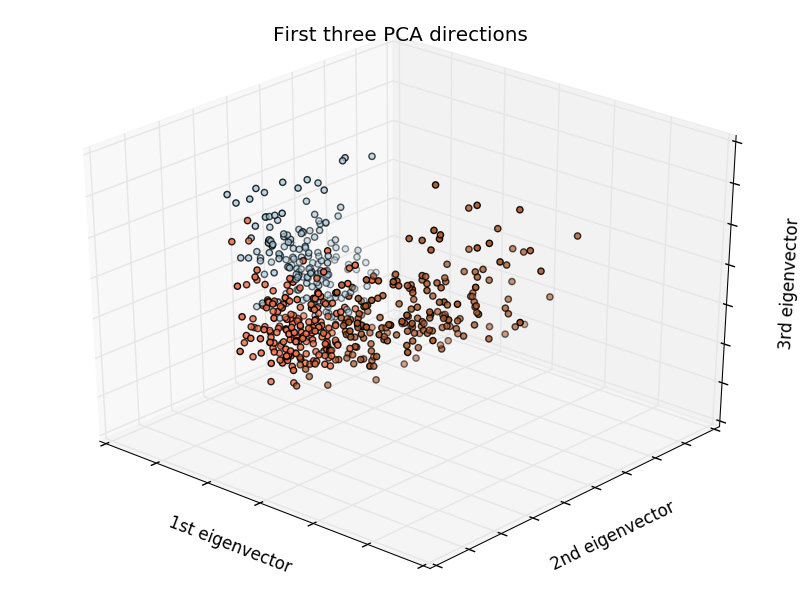 First three PCA directions
3rd eigenvector
1st eigenvector
2nd eigenvector